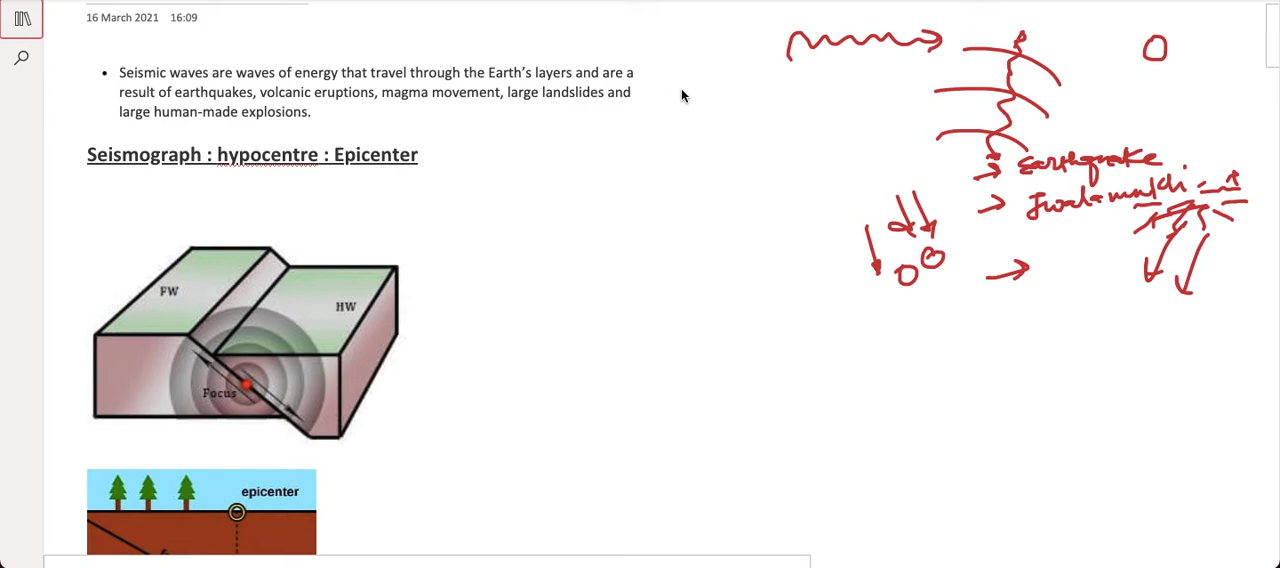 16 March 2021 16:09
• Seismic waves are waves of energy that travel through the Earth's layers and are a
result of earthquakes, volcanic eruptions, magma movement, large landslides and
large human-made explosions.
Seismograph : hypocentre : Epicenter
Earthquake
FW
HW
Focus
epicenter